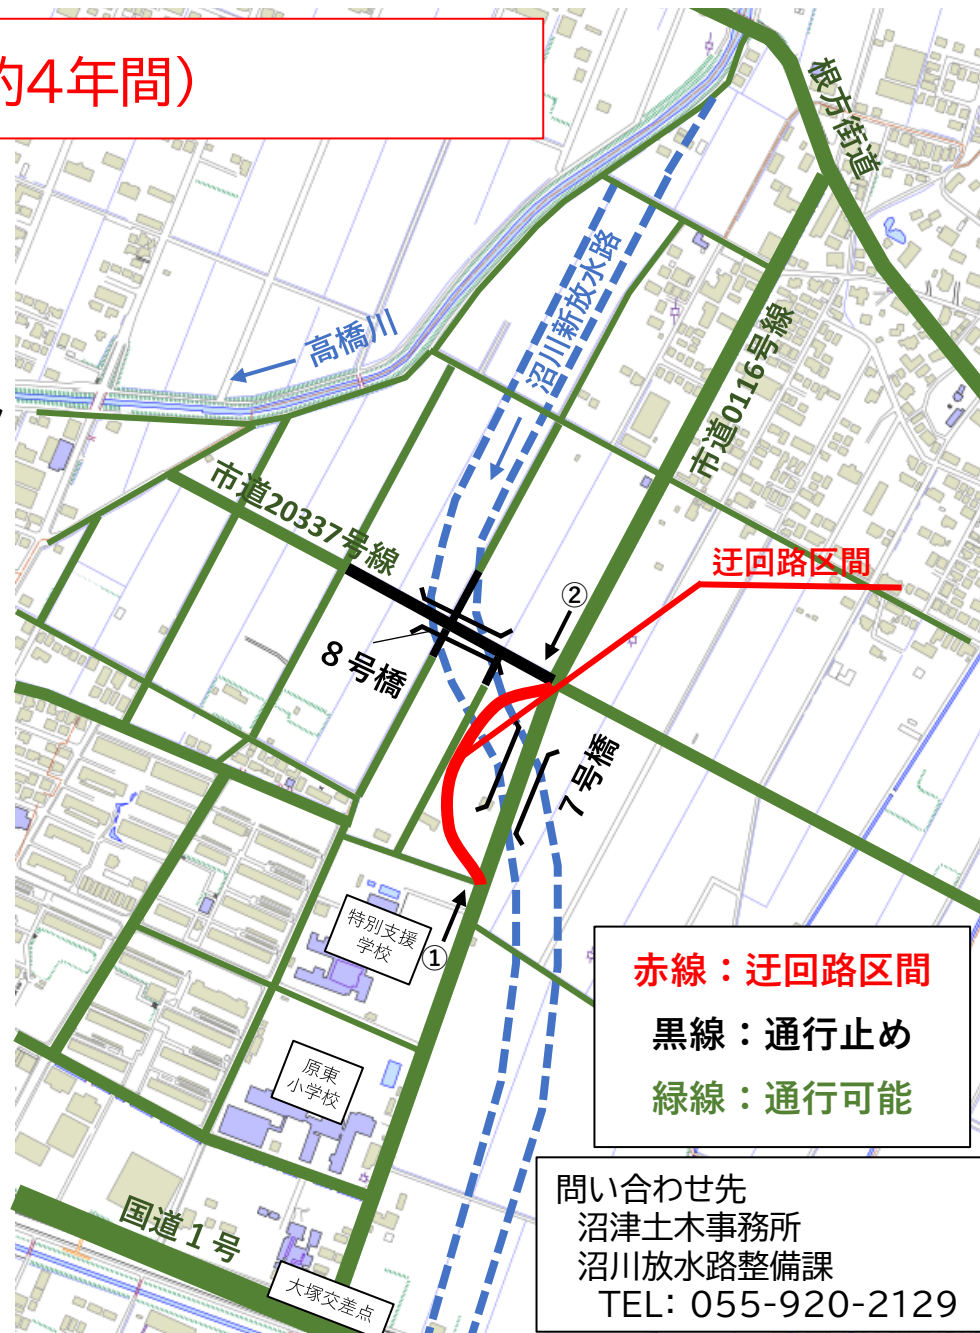 約4年間）
根方街道
沼川新放水路
高橋川
市道0116号線
市道20337号線
迂回路区間
②
８号橋
７号橋
①
特別支援
学校
原東
小学校
国道１号
大塚交差点
赤線：迂回路区間
黒線：通行止め
緑線：通行可能
問い合わせ先
沼津土木事務所
沼川放水路整備課
TEL: 055-920-2129